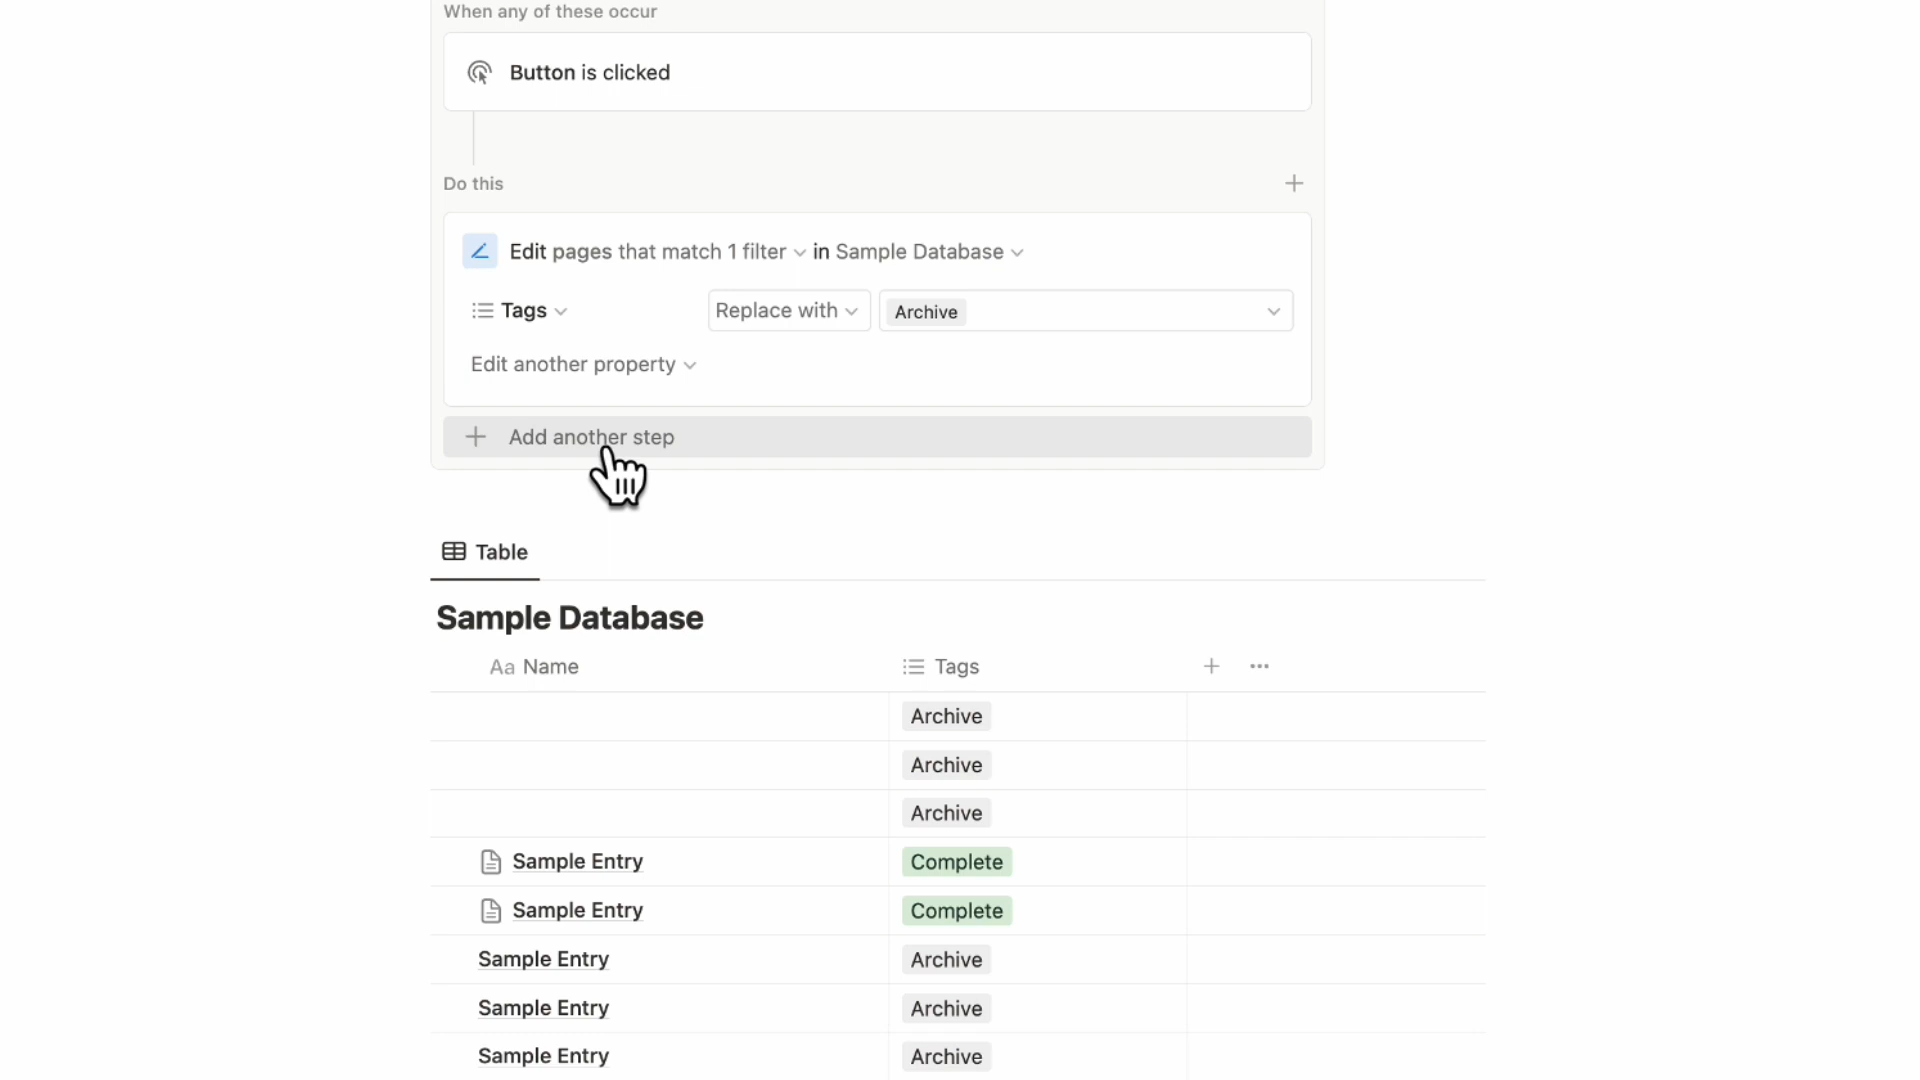 When any of these occur
Button is clicked
Do this
Edit pages that match 1 filter in Sample Database
Tags Replace with Archive
Edit another property
Add another step
Table
Sample Database
Aa Name Tags
Archive
Archive
Archive
Sample Entry Complete
Sample Entry Complete
Sample Entry Archive
Sample Entry Archive
Sample Entry Archive